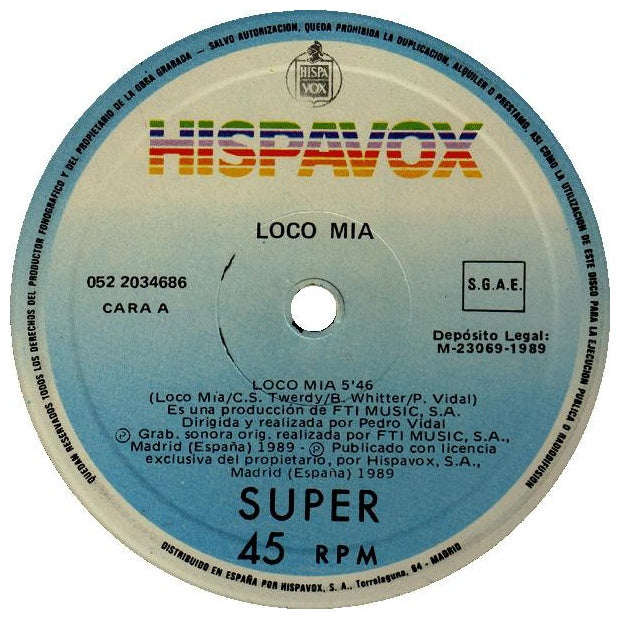 QUEDAN RESERVADOS TODOS LOS DERECHOS DEL PRODUCTOR FONOGRAFICO Y DEL PROPIETARIO DE LA OBRA GRABADA - SALVO AUTORIZACION, QUEDA PROHIBIDA LA DUPLICACION, ALQUILER O PRESTAMO, ASI COMO LA UTILIZACION DE ESTE DISCO PARA LA EJECUCION PUBLICA O RADIODIFUSION
HISPA
VOX
HISPAVOX
LOCO MIA
052 2034686
CARA A
S.G.A.E.
Depósito Legal:
M-23069-1989
LOCO MIA 5'46
(Loco Mia/C.S. Twerdy/B. Whitter/P. Vidal)
Es una producción de FTI MUSIC, S.A.
Dirigida y realizada por Pedro Vidal
Ⓟ Grab. sonora orig. realizada por FTI MUSIC, S.A.,
Madrid (España) 1989 - Ⓟ Publicado con licencia
exclusiva del propietario, por Hispavox, S.A.,
Madrid (España) 1989
SUPER
45 RPM
DISTRIBUIDO EN ESPAÑA POR HISPAVOX, S. A., Torrelaguna, 64 - MADRID